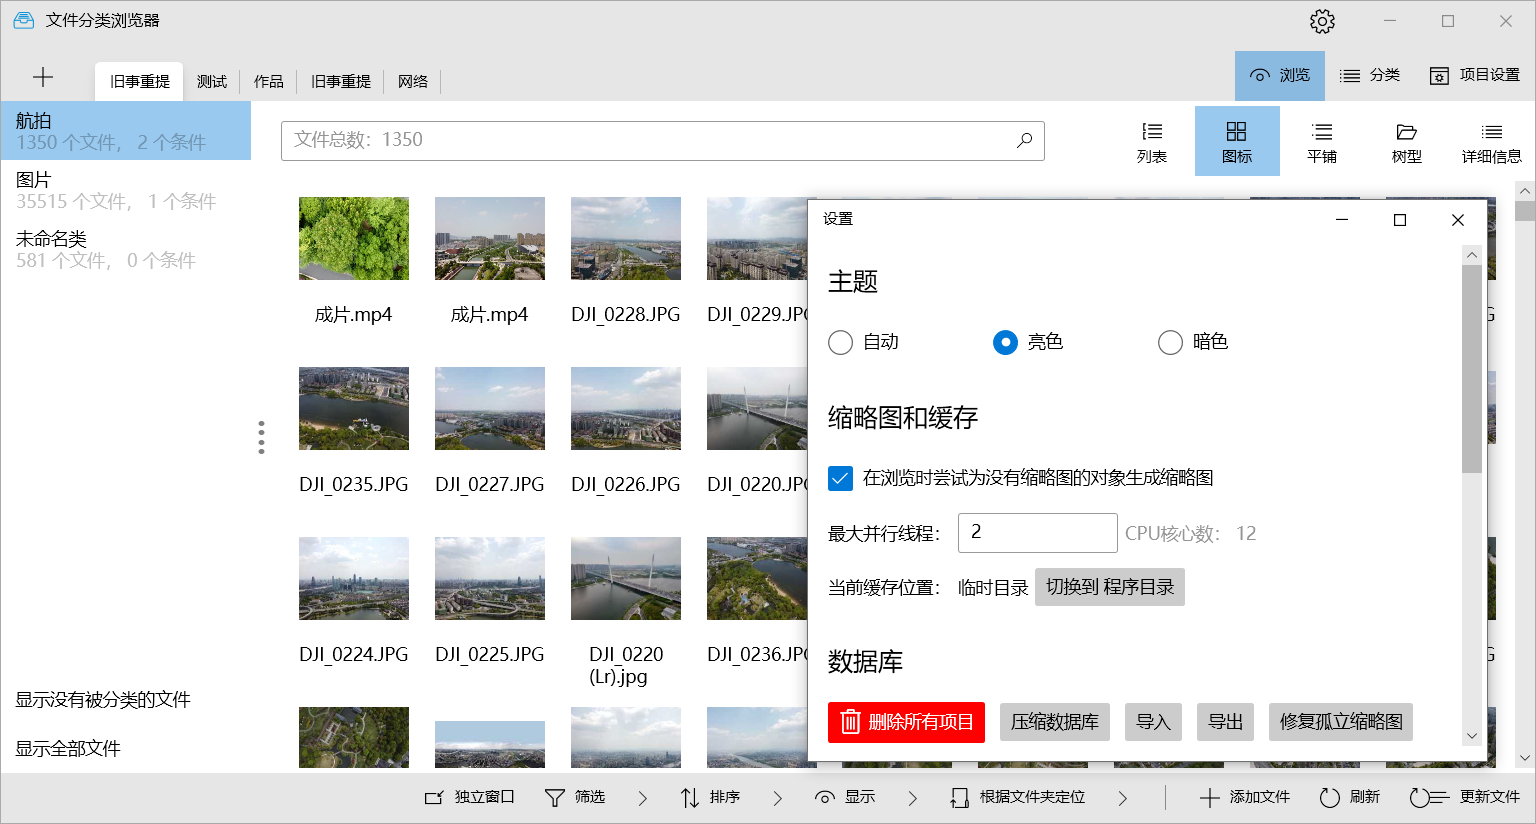 文件分类浏览器
旧事重提
测试
作品
旧事重提
网络
浏览
分类
项目设置
航拍
1350 个文件， 2 个条件
图片
35515 个文件， 1 个条件
未命名类
581 个文件， 0 个条件
显示没有被分类的文件
显示全部文件
文件总数：1350
列表
图标
平铺
树型
详细信息
成片.mp4
成片.mp4
DJI_0228.JPG
DJI_0229.JPG
DJI_0235.JPG
DJI_0227.JPG
DJI_0226.JPG
DJI_0220.JPG
DJI_0224.JPG
DJI_0225.JPG
DJI_0220
(Lr).jpg
DJI_0236.JPG
设置
主题
自动
亮色
暗色
缩略图和缓存
在浏览时尝试为没有缩略图的对象生成缩略图
最大并行线程： 2 CPU核心数： 12
当前缓存位置： 临时目录 切换到 程序目录
数据库
删除所有项目
压缩数据库
导入
导出
修复孤立缩略图
独立窗口
筛选
排序
显示
根据文件夹定位
添加文件
刷新
更新文件